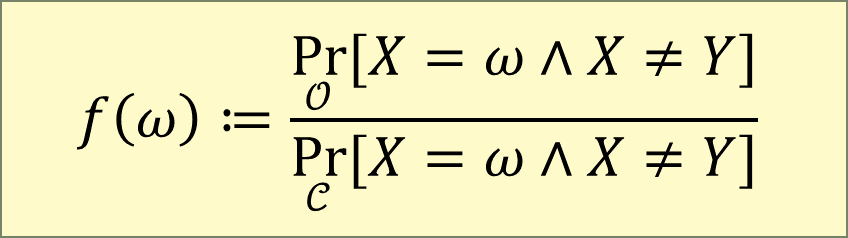 f(ω) ≔ Pr_𝒪[X = ω ∧ X ≠ Y] / Pr_𝒞[X = ω ∧ X ≠ Y]